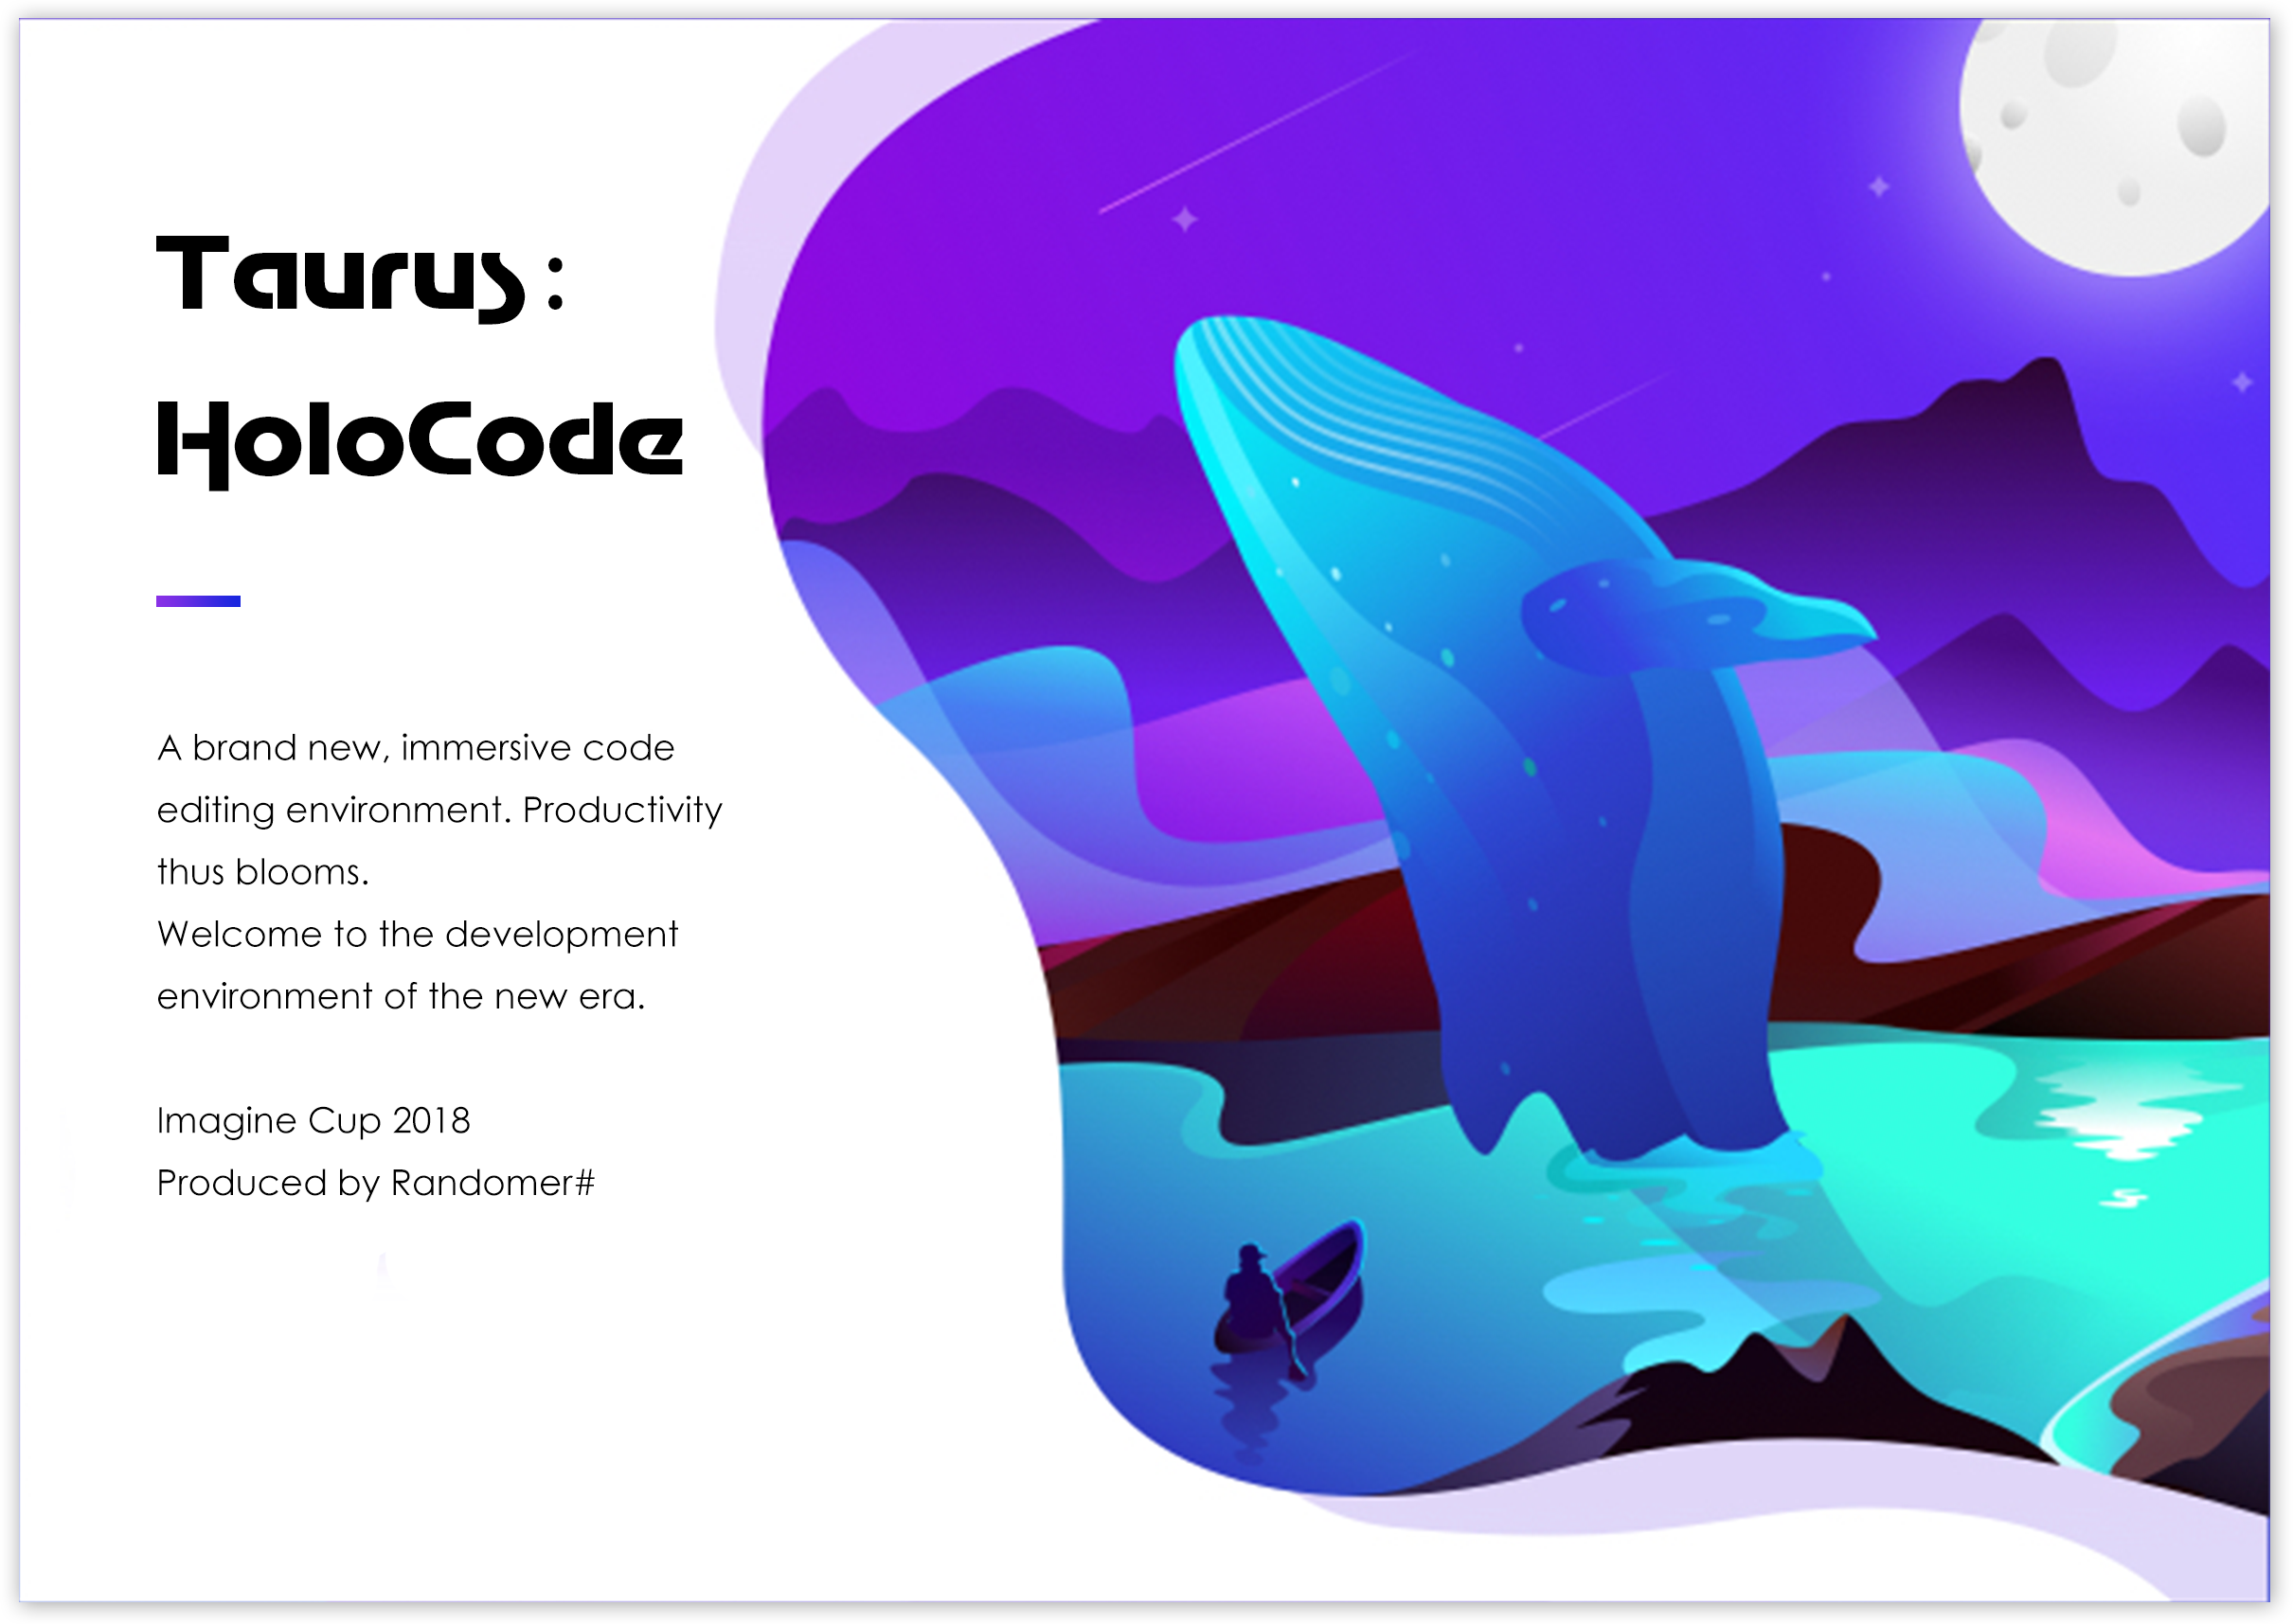 Taurus:
HoloCode
A brand new, immersive code
editing environment. Productivity
thus blooms.
Welcome to the development
environment of the new era.
Imagine Cup 2018
Produced by Randomer#